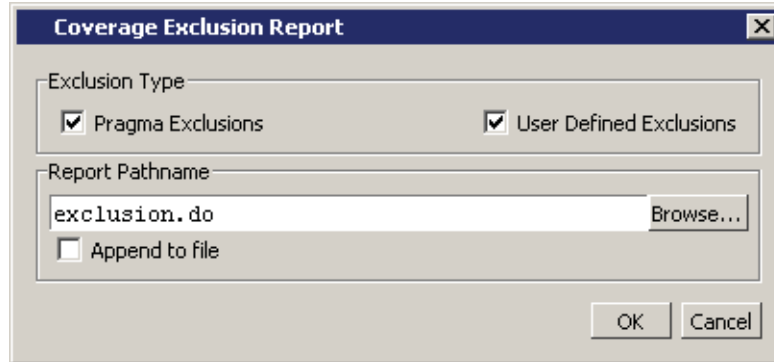 Coverage Exclusion Report
Exclusion Type
Pragma Exclusions User Defined Exclusions
Report Pathname
exclusion.do Browse...
Append to file
OK Cancel